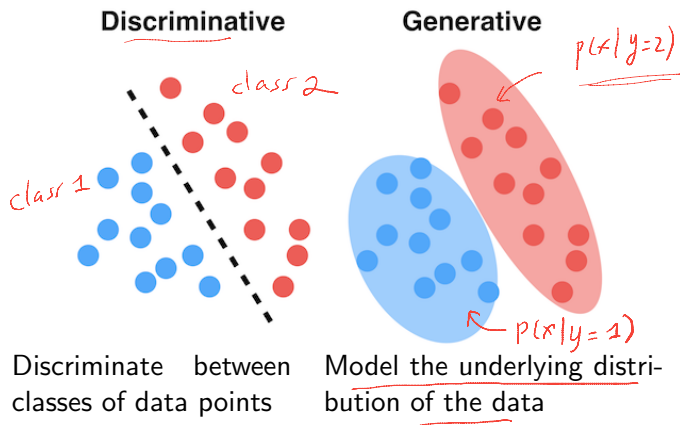 Discriminative
Generative
p(x|y=2)
class 2
class 1
p(x|y=1)
Discriminate between
classes of data points
Model the underlying distri-
bution of the data